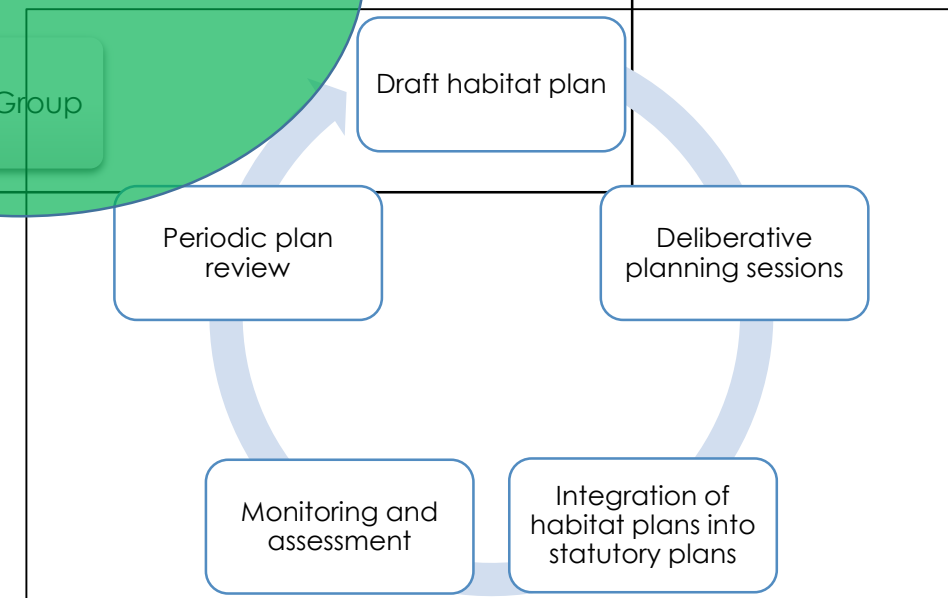 Group
Draft habitat plan
Periodic plan
review
Deliberative
planning sessions
Monitoring and
assessment
Integration of
habitat plans into
statutory plans